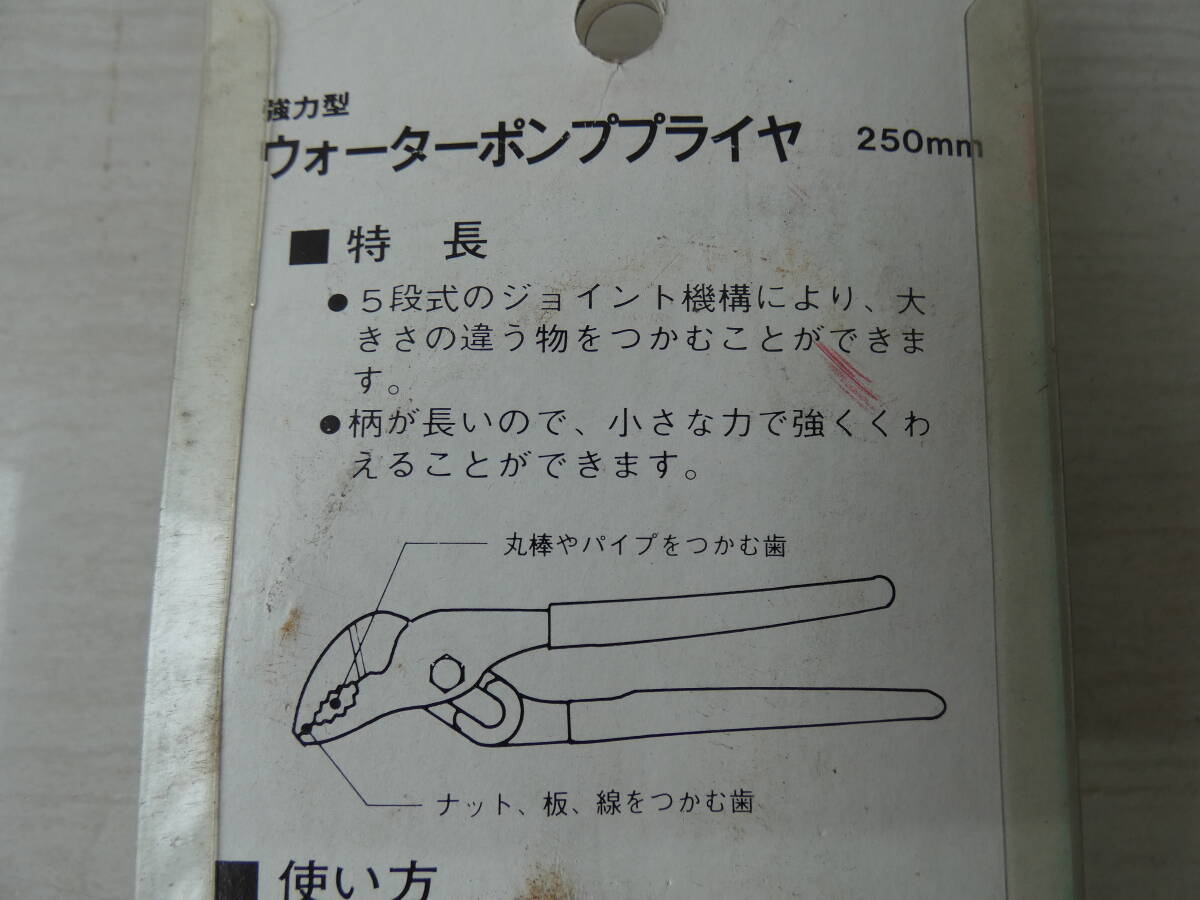 強力型
ウォーターポンププライヤ 250mm
■ 特 長
●5段式のジョイント機構により、大
きさの違う物をつかむことができま
す。
●柄が長いので、小さな力で強くくわ
えることができます。
丸棒やパイプをつかむ歯
ナット、板、線をつかむ歯
■ 使い方